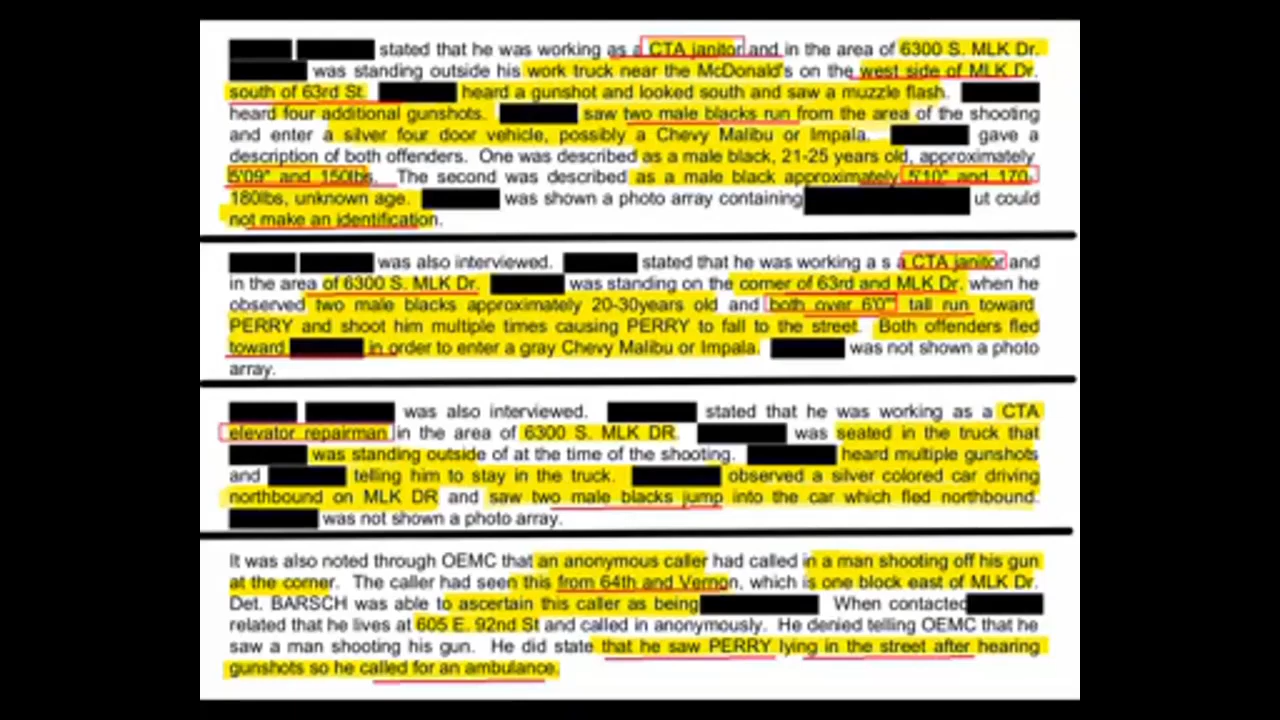 stated that he was working as a CTA janitor and in the area of 6300 S. MLK Dr.
was standing outside his work truck near the McDonald's on the west side of MLK Dr.
south of 63rd St. heard a gunshot and looked south and saw a muzzle flash.
heard four additional gunshots. saw two male blacks run from the area of the shooting
and enter a silver four door vehicle, possibly a Chevy Malibu or Impala. gave a
description of both offenders. One was described as a male black, 21-25 years old, approximately
5'09" and 150lbs. The second was described as a male black approximately 5'10" and 170-
180lbs, unknown age. was shown a photo array containing ut could
not make an identification.
was also interviewed. stated that he was working a s a CTA janitor and
in the area of 6300 S. MLK Dr. was standing on the corner of 63rd and MLK Dr. when he
observed two male blacks approximately 20-30years old and both over 6'0"" tall run toward
PERRY and shoot him multiple times causing PERRY to fall to the street. Both offenders fled
toward in order to enter a gray Chevy Malibu or Impala. was not shown a photo
array.
was also interviewed. stated that he was working as a CTA
elevator repairman in the area of 6300 S. MLK DR. was seated in the truck that
was standing outside of at the time of the shooting. heard multiple gunshots
and telling him to stay in the truck. observed a silver colored car driving
northbound on MLK DR and saw two male blacks jump into the car which fled northbound.
was not shown a photo array.
It was also noted through OEMC that an anonymous caller had called in a man shooting off his gun
at the corner. The caller had seen this from 64th and Vernon, which is one block east of MLK Dr.
Det. BARSCH was able to ascertain this caller as being When contacted
related that he lives at 605 E. 92nd St and called in anonymously. He denied telling OEMC that he
saw a man shooting his gun. He did state that he saw PERRY lying in the street after hearing
gunshots so he called for an ambulance.